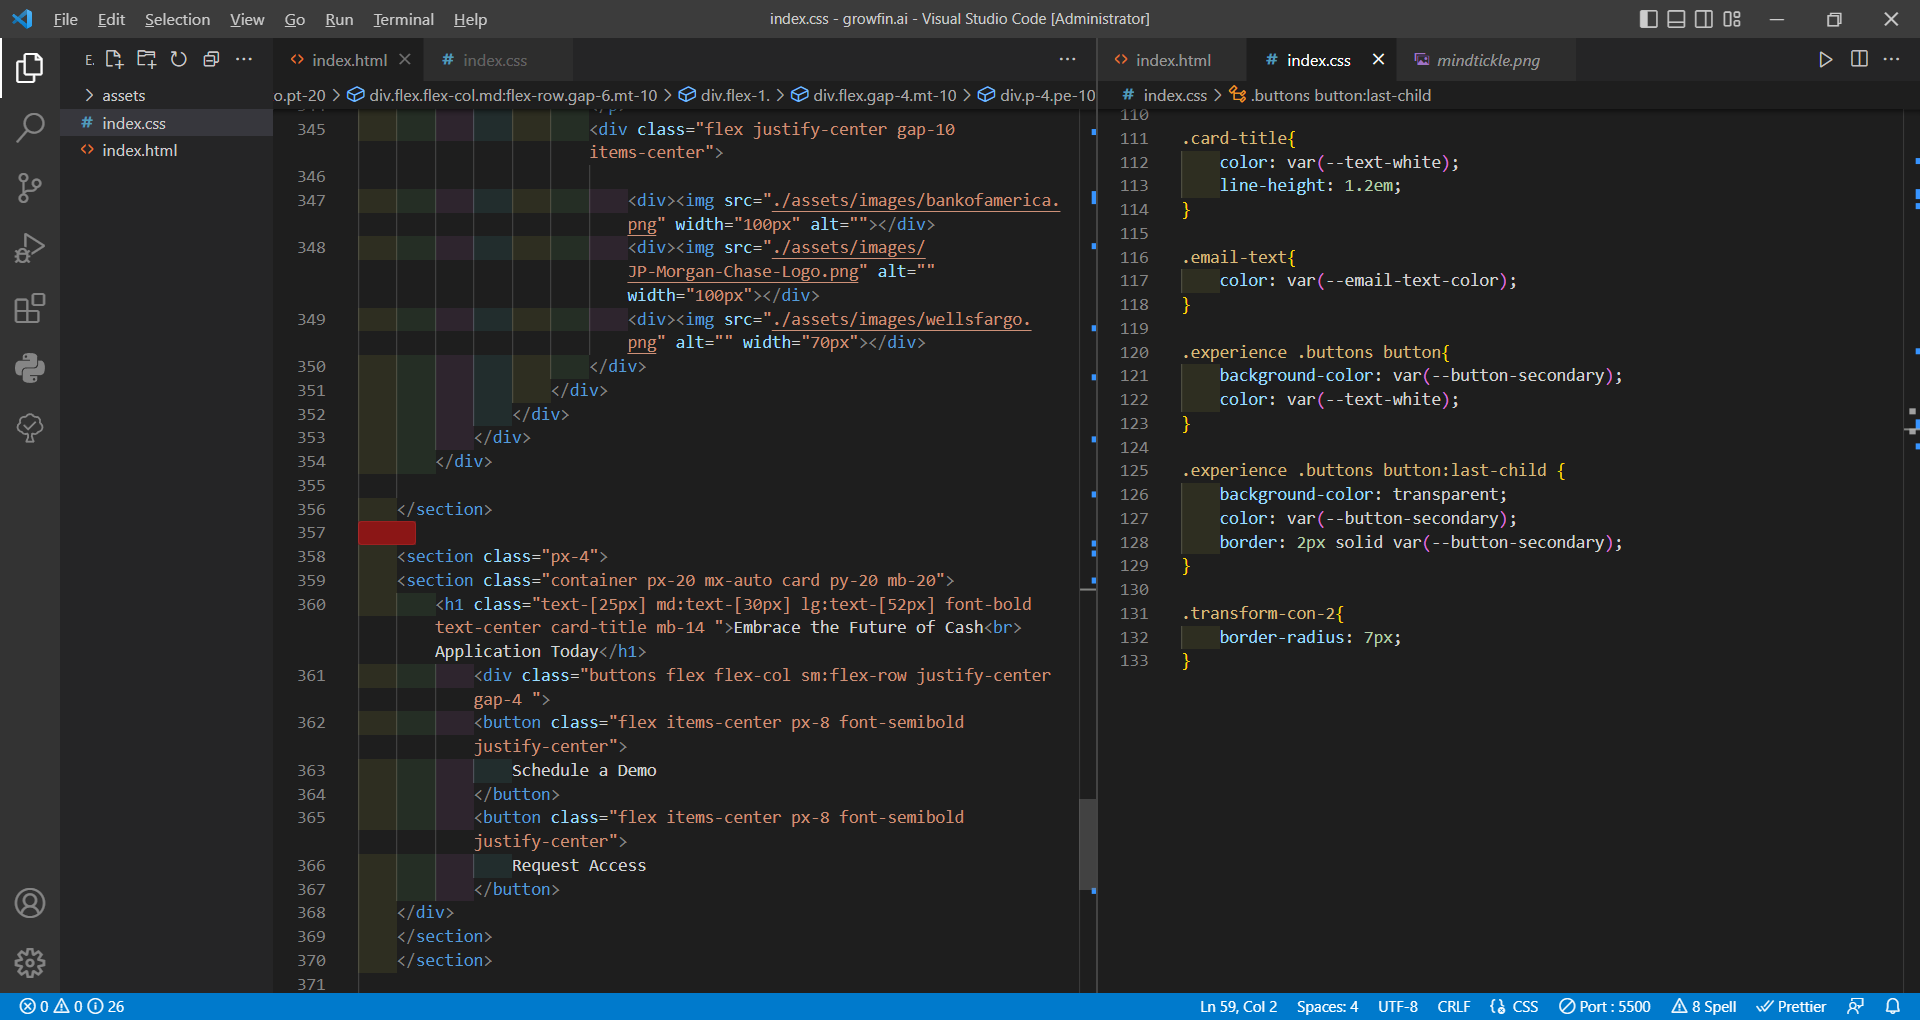 File Edit Selection View Go Run Terminal Help
index.css - growfin.ai - Visual Studio Code [Administrator]
E.
assets
index.css
index.html
index.html
index.css
o.pt-20 > div.flex.flex-col.md:flex-row.gap-6.mt-10 > div.flex-1. > div.flex.gap-4.mt-10 > div.p-4.pe-10
345 <div class="flex justify-center gap-10
items-center">
346
347 <div><img src="./assets/images/bankofamerica.
png" width="100px" alt=""></div>
348 <div><img src="./assets/images/
JP-Morgan-Chase-Logo.png" alt=""
width="100px"></div>
349 <div><img src="./assets/images/wellsfargo.
png" alt="" width="70px"></div>
350 </div>
351 </div>
352 </div>
353 </div>
354 </div>
355
356 </section>
357
358 <section class="px-4">
359 <section class="container px-20 mx-auto card py-20 mb-20">
360 <h1 class="text-[25px] md:text-[30px] lg:text-[52px] font-bold
text-center card-title mb-14 ">Embrace the Future of Cash<br>
Application Today</h1>
361 <div class="buttons flex flex-col sm:flex-row justify-center
gap-4 ">
362 <button class="flex items-center px-8 font-semibold
justify-center">
363 Schedule a Demo
364 </button>
365 <button class="flex items-center px-8 font-semibold
justify-center">
366 Request Access
367 </button>
368 </div>
369 </section>
370 </section>
371
index.html
index.css
mindtickle.png
index.css > .buttons button:last-child
110
111 .card-title{
112 color: var(--text-white);
113 line-height: 1.2em;
114 }
115
116 .email-text{
117 color: var(--email-text-color);
118 }
119
120 .experience .buttons button{
121 background-color: var(--button-secondary);
122 color: var(--text-white);
123 }
124
125 .experience .buttons button:last-child {
126 background-color: transparent;
127 color: var(--button-secondary);
128 border: 2px solid var(--button-secondary);
129 }
130
131 .transform-con-2{
132 border-radius: 7px;
133 }
0 0 26
Ln 59, Col 2 Spaces: 4 UTF-8 CRLF CSS Port : 5500 8 Spell Prettier